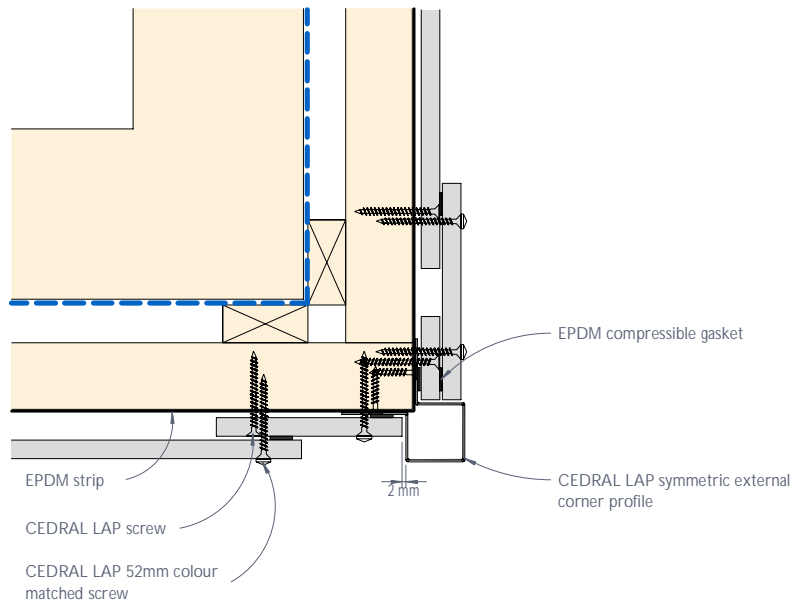 EPDM compressible gasket
CEDRAL LAP symmetric external
corner profile
2 mm
EPDM strip
CEDRAL LAP screw
CEDRAL LAP 52mm colour
matched screw